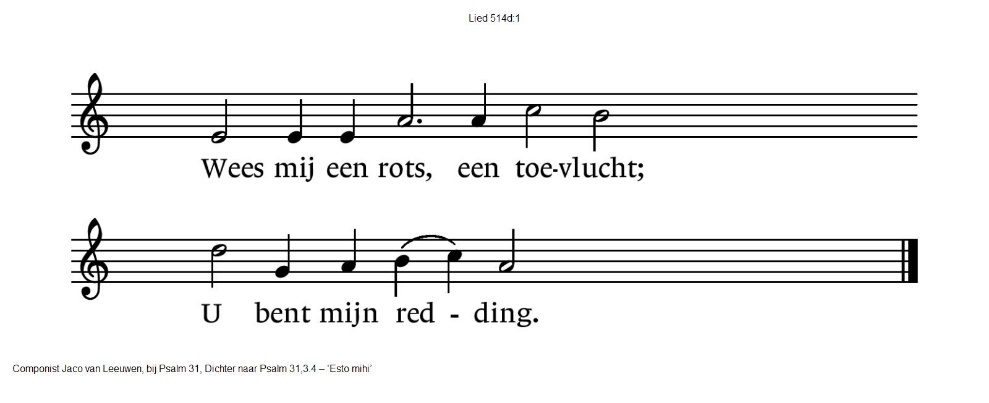 Lied 514d:1
Wees mij een rots, een toe-vlucht;
U bent mijn red - ding.
Componist Jaco van Leeuwen, bij Psalm 31, Dichter naar Psalm 31,3.4 – 'Esto mihi'